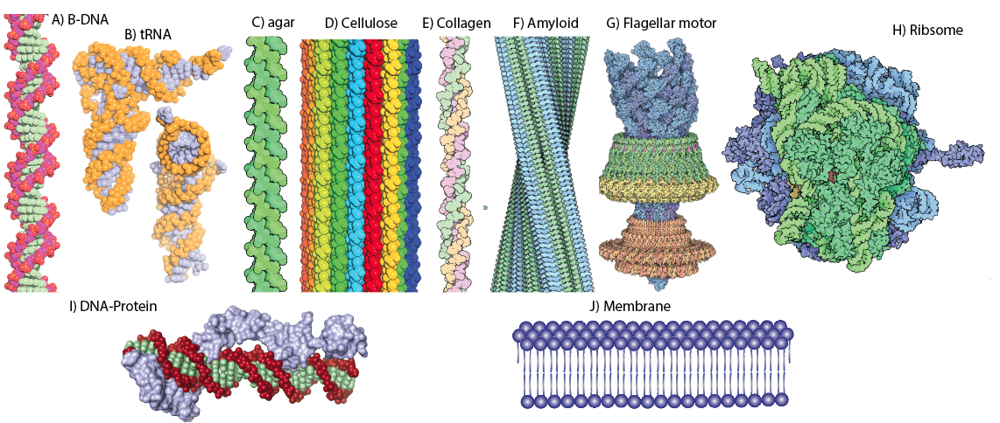 A) B-DNA
B) tRNA
C) agar
D) Cellulose
E) Collagen
F) Amyloid
G) Flagellar motor
H) Ribsome
I) DNA-Protein
J) Membrane